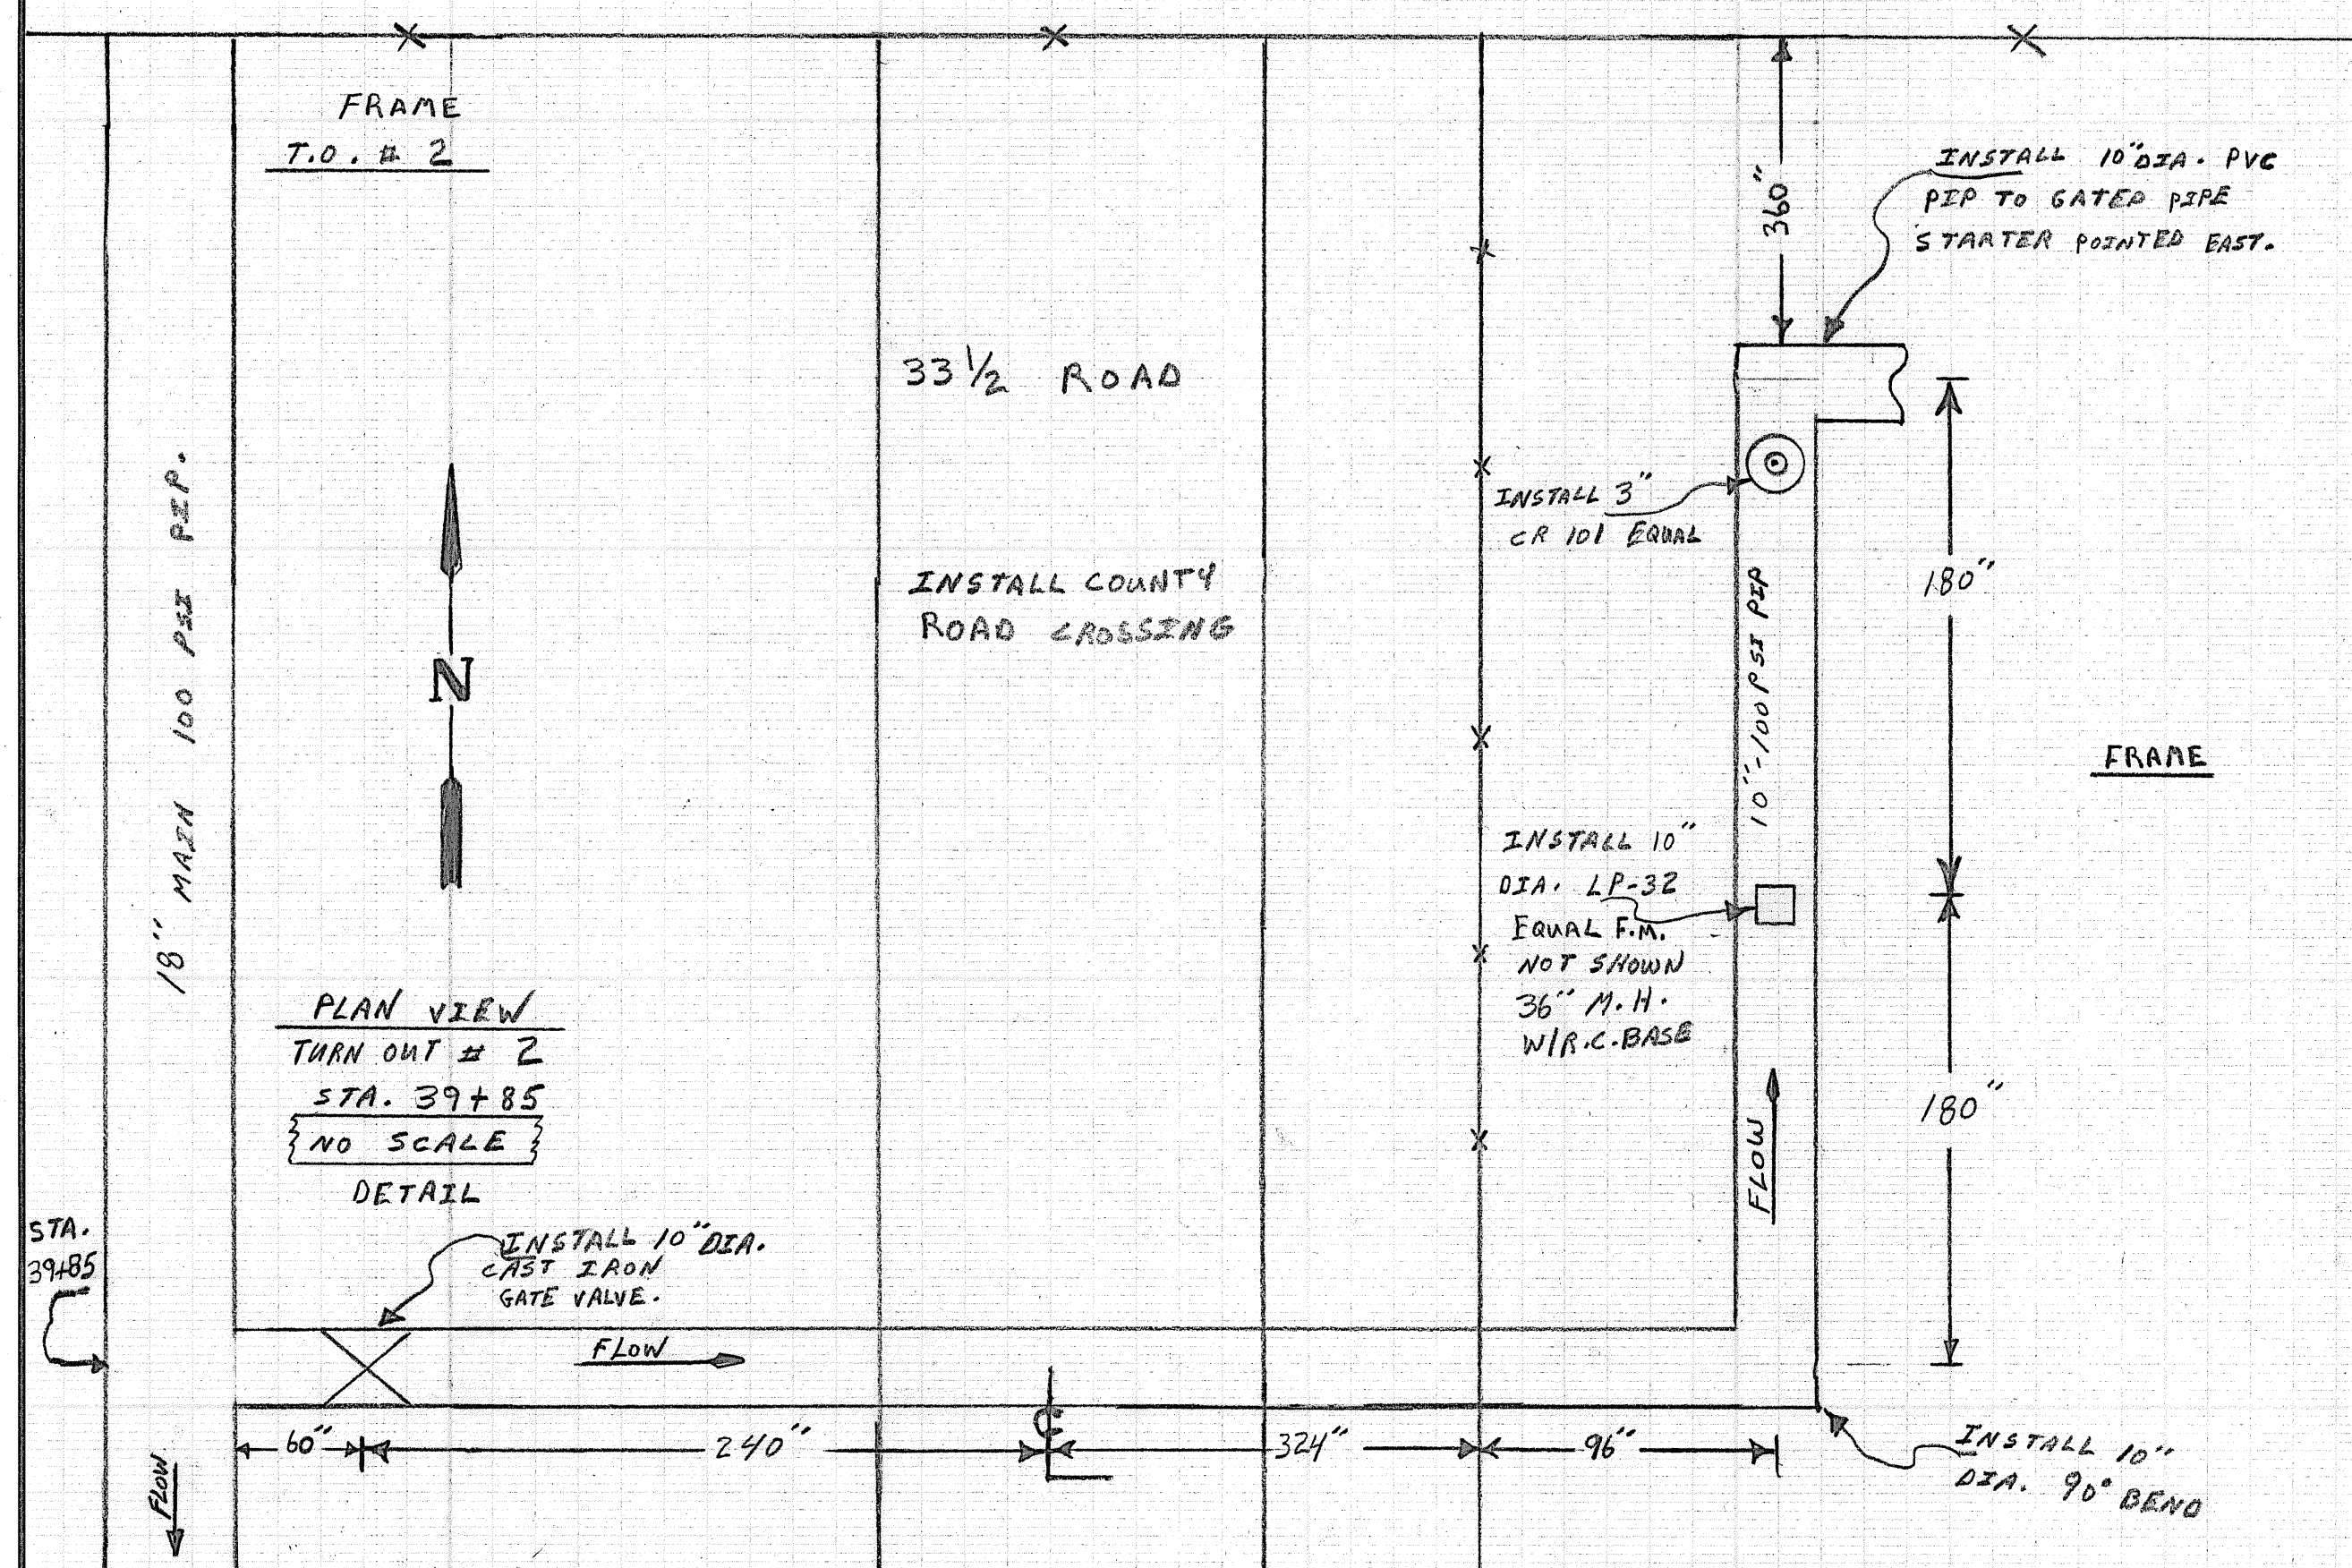 FRAME
T.O. # 2
360"
INSTALL 10" DIA. PVC
PIP TO GATED PIPE
STARTER POINTED EAST.
33 1/2 ROAD
INSTALL 3"
CR 101 EQUAL
INSTALL COUNTY
ROAD CROSSING
18" MAIN 100 PSI PIP.
N
10"-100 PSI PIP
180"
FRAME
INSTALL 10"
DIA. LP-32
EQUAL F.M.
NOT SHOWN
36" M.H.
W/R.C. BASE
PLAN VIEW
TURN OUT # 2
STA. 39+85
NO SCALE
DETAIL
FLOW
180"
STA.
39+85
INSTALL 10" DIA.
CAST IRON
GATE VALVE.
FLOW
60"
240"
℄
324"
96"
INSTALL 10"
DIA. 90° BEND
FLOW